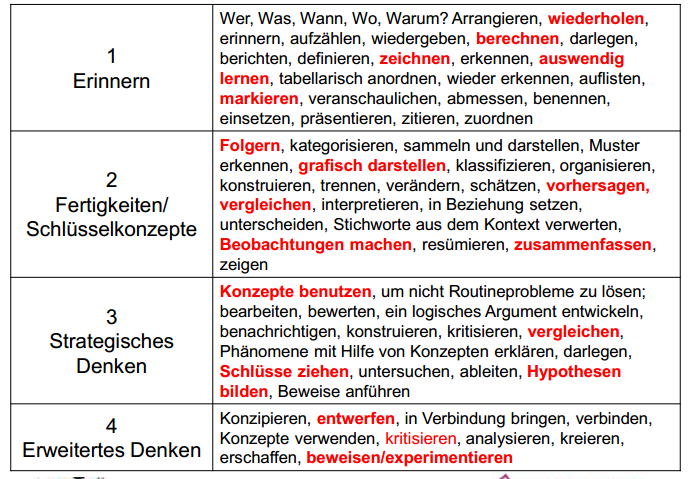 1
Erinnern
Wer, Was, Wann, Wo, Warum? Arrangieren, wiederholen,
erinnern, aufzählen, wiedergeben, berechnen, darlegen,
berichten, definieren, zeichnen, erkennen, auswendig
lernen, tabellarisch anordnen, wieder erkennen, auflisten,
markieren, veranschaulichen, abmessen, benennen,
einsetzen, präsentieren, zitieren, zuordnen
2
Fertigkeiten/
Schlüsselkonzepte
Folgern, kategorisieren, sammeln und darstellen, Muster
erkennen, grafisch darstellen, klassifizieren, organisieren,
konstruieren, trennen, verändern, schätzen, vorhersagen,
vergleichen, interpretieren, in Beziehung setzen,
unterscheiden, Stichworte aus dem Kontext verwerten,
Beobachtungen machen, resümieren, zusammenfassen,
zeigen
3
Strategisches
Denken
Konzepte benutzen, um nicht Routineprobleme zu lösen;
bearbeiten, bewerten, ein logisches Argument entwickeln,
benachrichtigen, konstruieren, kritisieren, vergleichen,
Phänomene mit Hilfe von Konzepten erklären, darlegen,
Schlüsse ziehen, untersuchen, ableiten, Hypothesen
bilden, Beweise anführen
4
Erweitertes Denken
Konzipieren, entwerfen, in Verbindung bringen, verbinden,
Konzepte verwenden, kritisieren, analysieren, kreieren,
erschaffen, beweisen/experimentieren